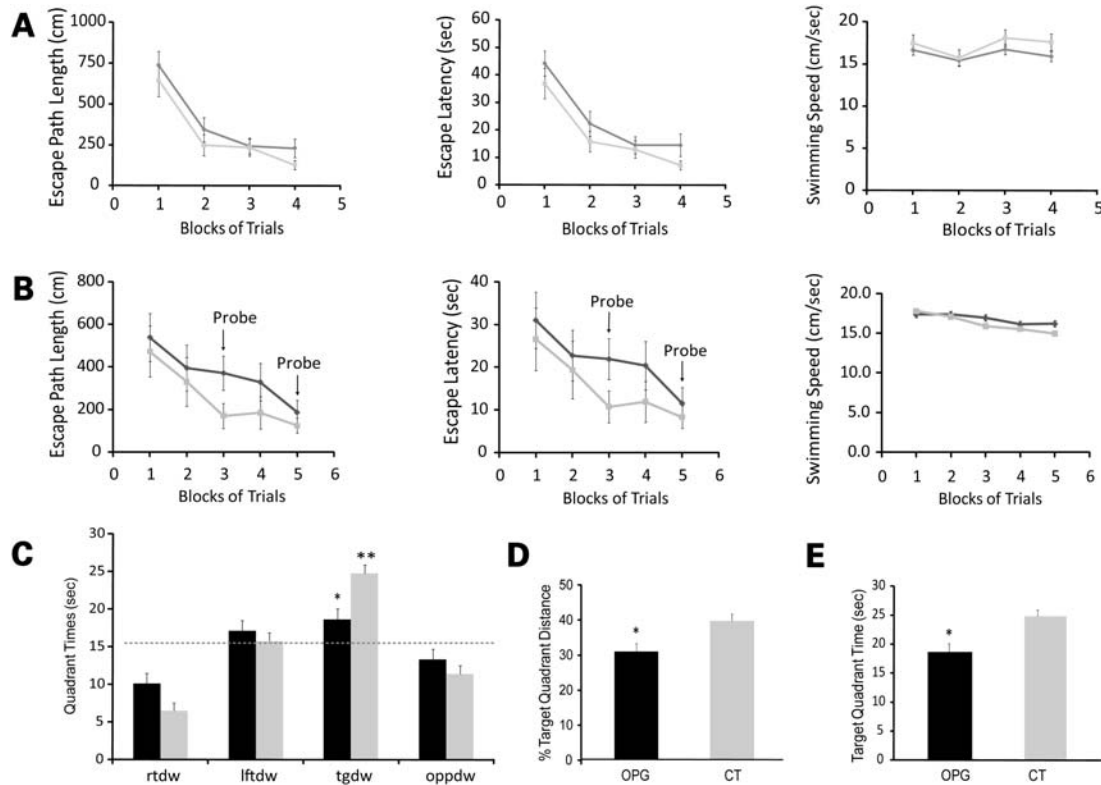 A
Escape Path Length (cm)
1000
750
500
250
0
0 1 2 3 4 5
Blocks of Trials
Escape Latency (sec)
60
50
40
30
20
10
0
0 1 2 3 4 5
Blocks of Trials
Swimming Speed (cm/sec)
20
15
10
5
0
0 1 2 3 4 5
Blocks of Trials
B
Escape Path Length (cm)
800
600
400
200
0
Probe
Probe
0 1 2 3 4 5 6
Blocks of Trials
Escape Latency (sec)
40
30
20
10
0
Probe
Probe
0 1 2 3 4 5 6
Blocks of Trials
Swimming Speed (cm/sec)
20.0
15.0
10.0
5.0
0.0
0 1 2 3 4 5 6
Blocks of Trials
C
Quadrant Times (sec)
30
25
20
15
10
5
0
*
**
rtdw lftdw tgdw oppdw
D
% Target Quadrant Distance
50
40
30
20
10
0
*
OPG CT
E
Target Quadrant Time (sec)
30
25
20
15
10
5
0
*
OPG CT